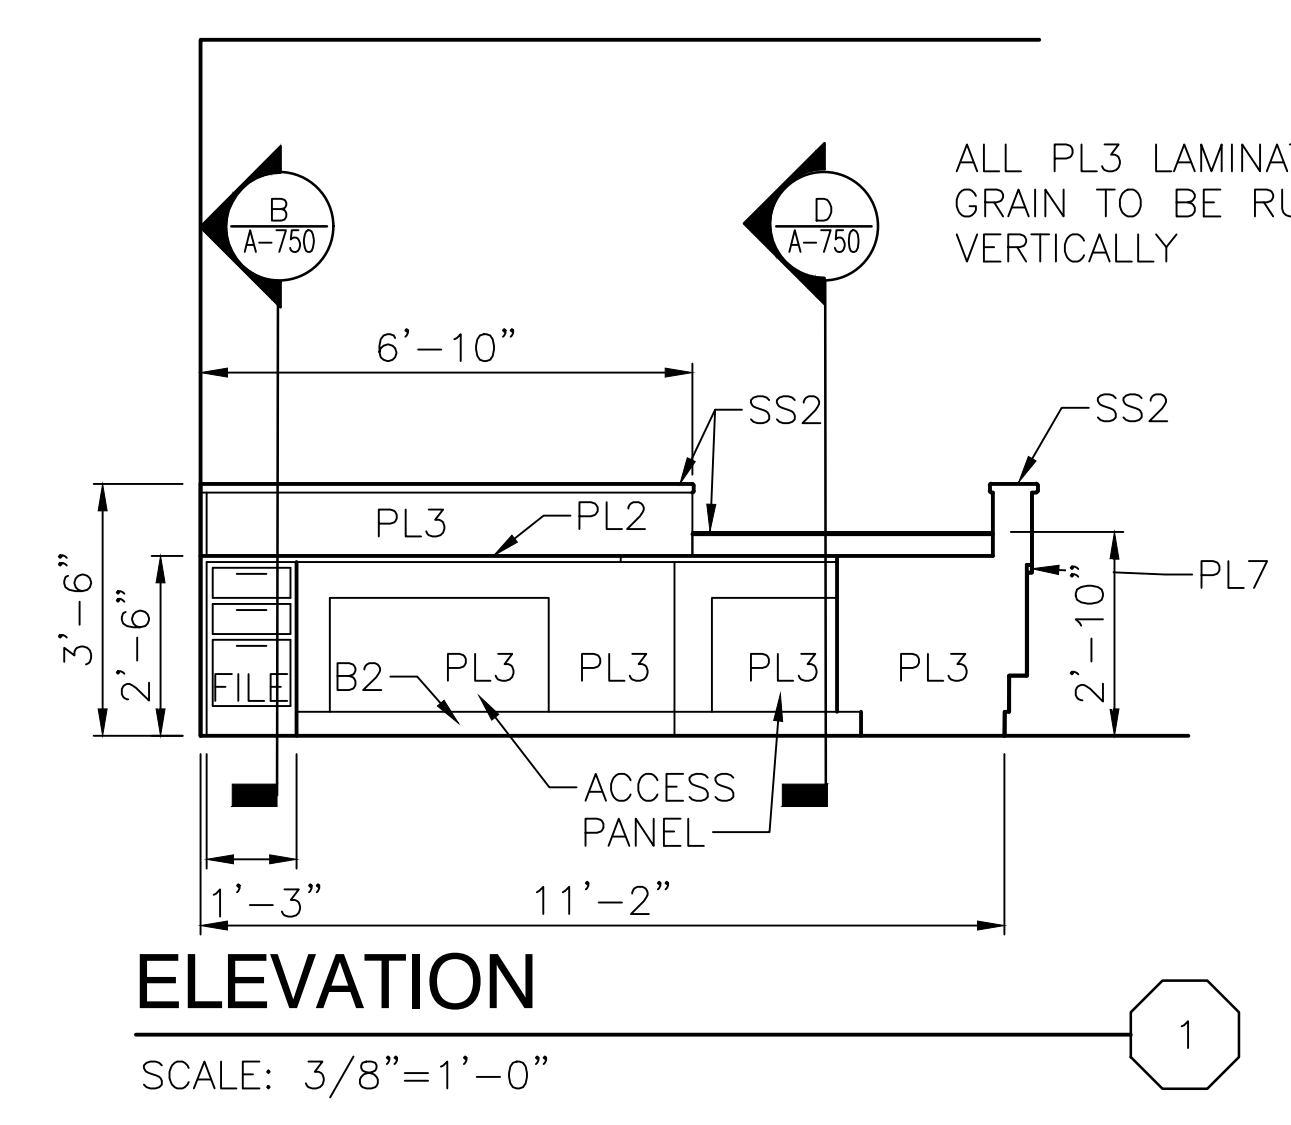 B
A-750
D
A-750
ALL PL3 LAMINAT
GRAIN TO BE RU
VERTICALLY
6'-10"
SS2
SS2
PL3
PL2
3'-6"
2'-6"
2'-10"
PL7
FILE
B2
PL3
PL3
PL3
PL3
ACCESS
PANEL
1'-3"
11'-2"
ELEVATION
1
SCALE: 3/8"=1'-0"